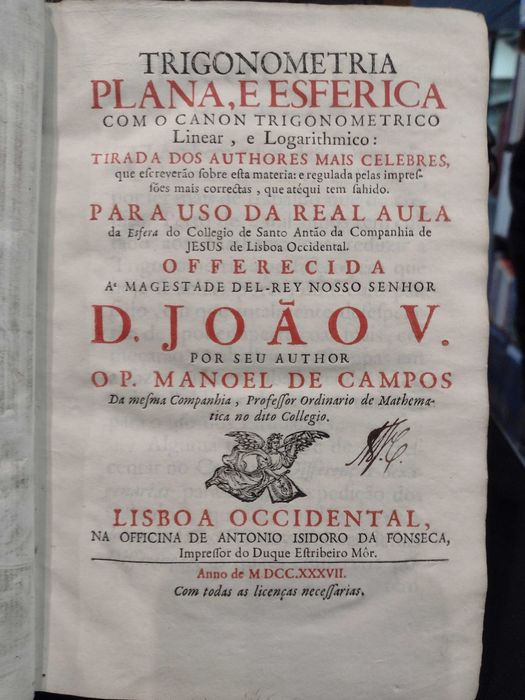 TRIGONOMETRIA
PLANA, E ESFERICA
COM O CANON TRIGONOMETRICO
Linear , e Logarithmico :
TIRADA DOS AUTHORES MAIS CELEBRES,
que eſcreverão ſobre eſta materia: e regulada pelas impreſ-
ſões mais correctas , que atéqui tem ſahido.
PARA USO DA REAL AULA
da Esfera do Collegio de Santo Antão da Companhia de
JESUS de Lisboa Occidental.
OFFERECIDA
A' MAGESTADE DEL-REY NOSSO SENHOR
D. JOAÕ V.
POR SEU AUTHOR
O P. MANOEL DE CAMPOS
Da meſma Companhia , Profeſſor Ordinario de Mathema-
tica no dito Collegio.
LISBOA OCCIDENTAL,
NA OFFICINA DE ANTONIO ISIDORO DA FONSECA,
Impreſſor do Duque Eſtribeiro Môr.
Anno de M DCC.XXXVII.
Com todas as licenças neceſſarias.